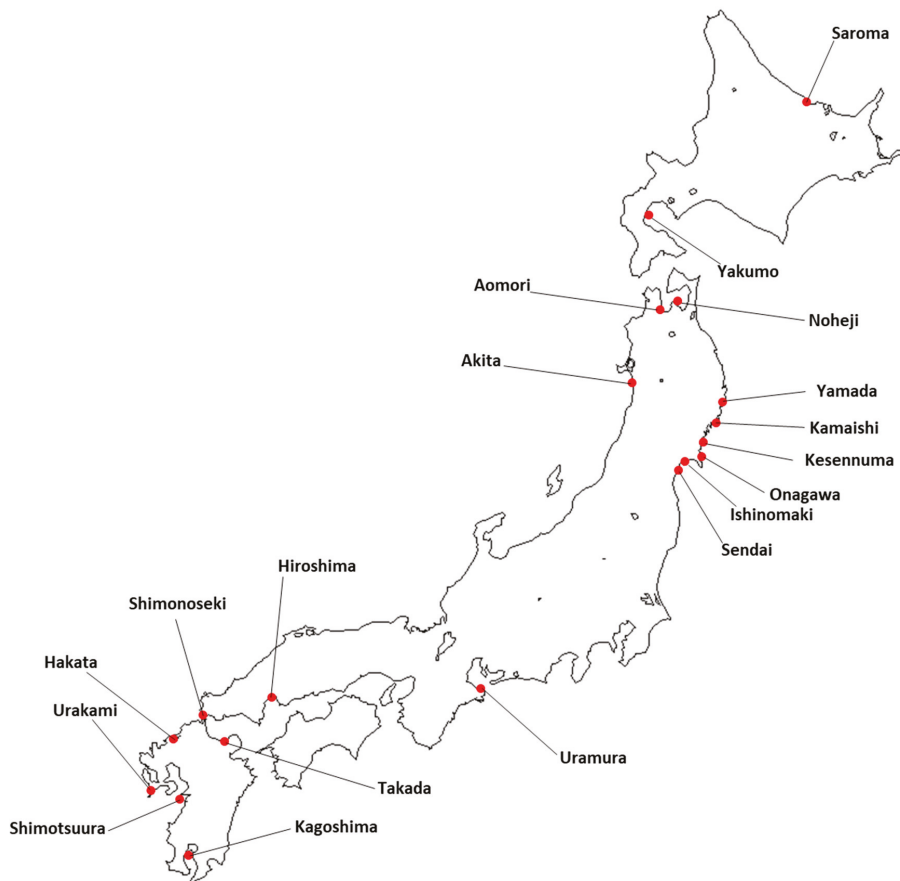 Saroma
Yakumo
Aomori
Noheji
Akita
Yamada
Kamaishi
Kesennuma
Onagawa
Ishinomaki
Sendai
Hiroshima
Shimonoseki
Hakata
Urakami
Uramura
Takada
Shimotsuura
Kagoshima